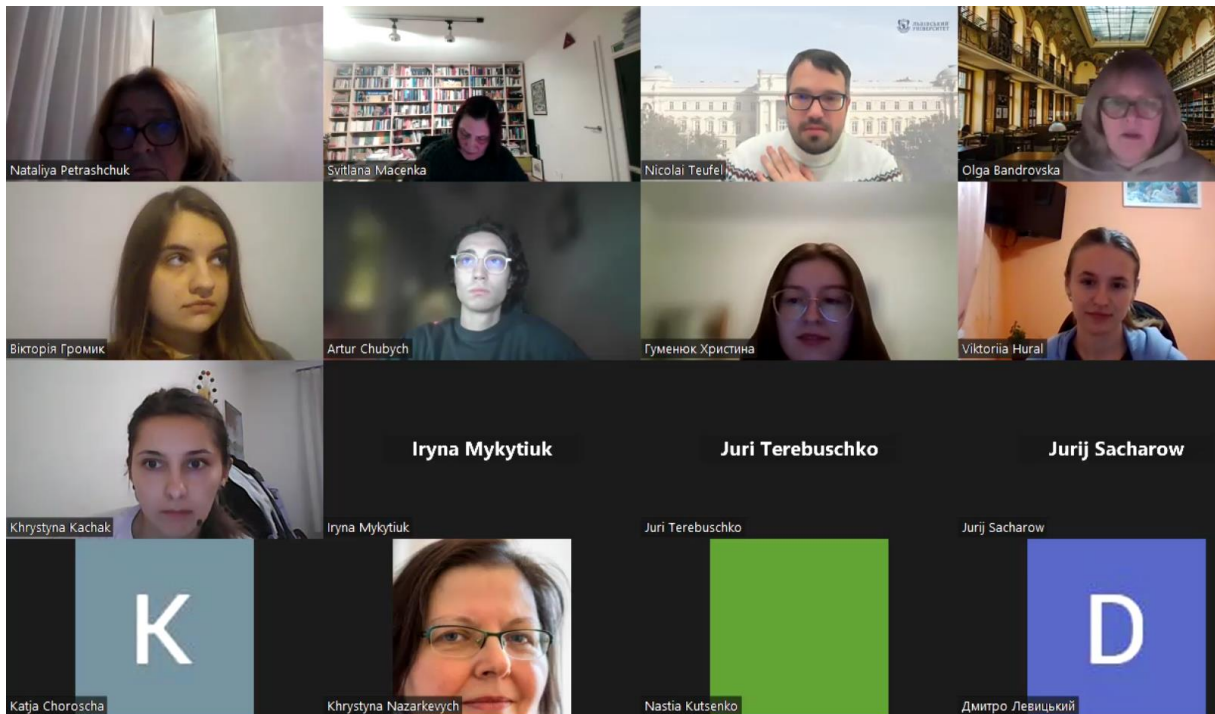 ЛЬВІВСЬКИЙ
УНІВЕРСИТЕТ
Nataliya Petrashchuk
Svitlana Macenka
Nicolai Teufel
Olga Bandrovska
Вікторія Громик
Artur Chubych
Гуменюк Христина
Viktoriia Hural
Iryna Mykytiuk
Juri Terebuschko
Jurij Sacharow
Khrystyna Kachak
Iryna Mykytiuk
Juri Terebuschko
Jurij Sacharow
K
D
Katja Choroscha
Khrystyna Nazarkevych
Nastia Kutsenko
Дмитро Левицький